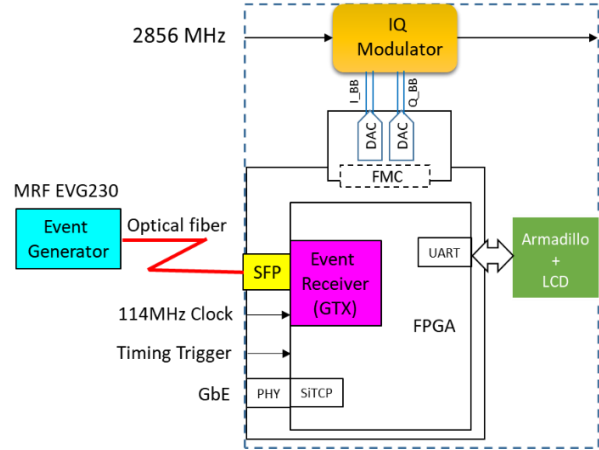 2856 MHz
IQ
Modulator
I_BB
Q_BB
DAC
DAC
FMC
MRF EVG230
Event
Generator
Optical fiber
SFP
Event
Receiver
(GTX)
UART
Armadillo
+
LCD
114MHz Clock
FPGA
Timing Trigger
GbE
PHY
SiTCP